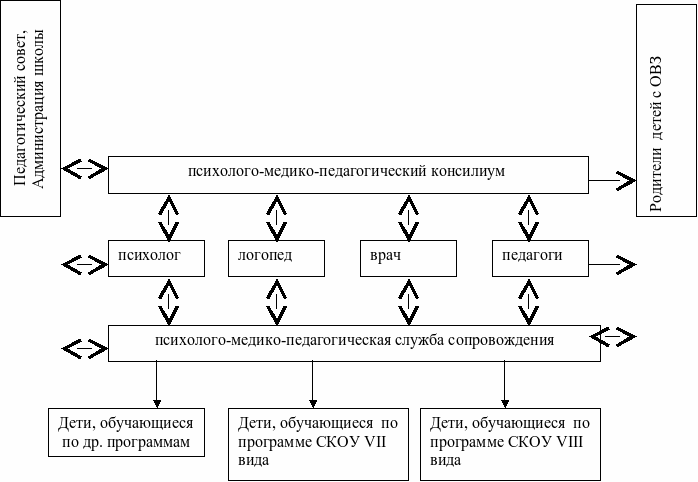 Педагогический совет,
Администрация школы
Родители детей с ОВЗ
психолого-медико-педагогический консилиум
психолог
логопед
врач
педагоги
психолого-медико-педагогическая служба сопровождения
Дети, обучающиеся
по др. программам
Дети, обучающиеся по
программе СКОУ VII
вида
Дети, обучающиеся по
программе СКОУ VIII
вида